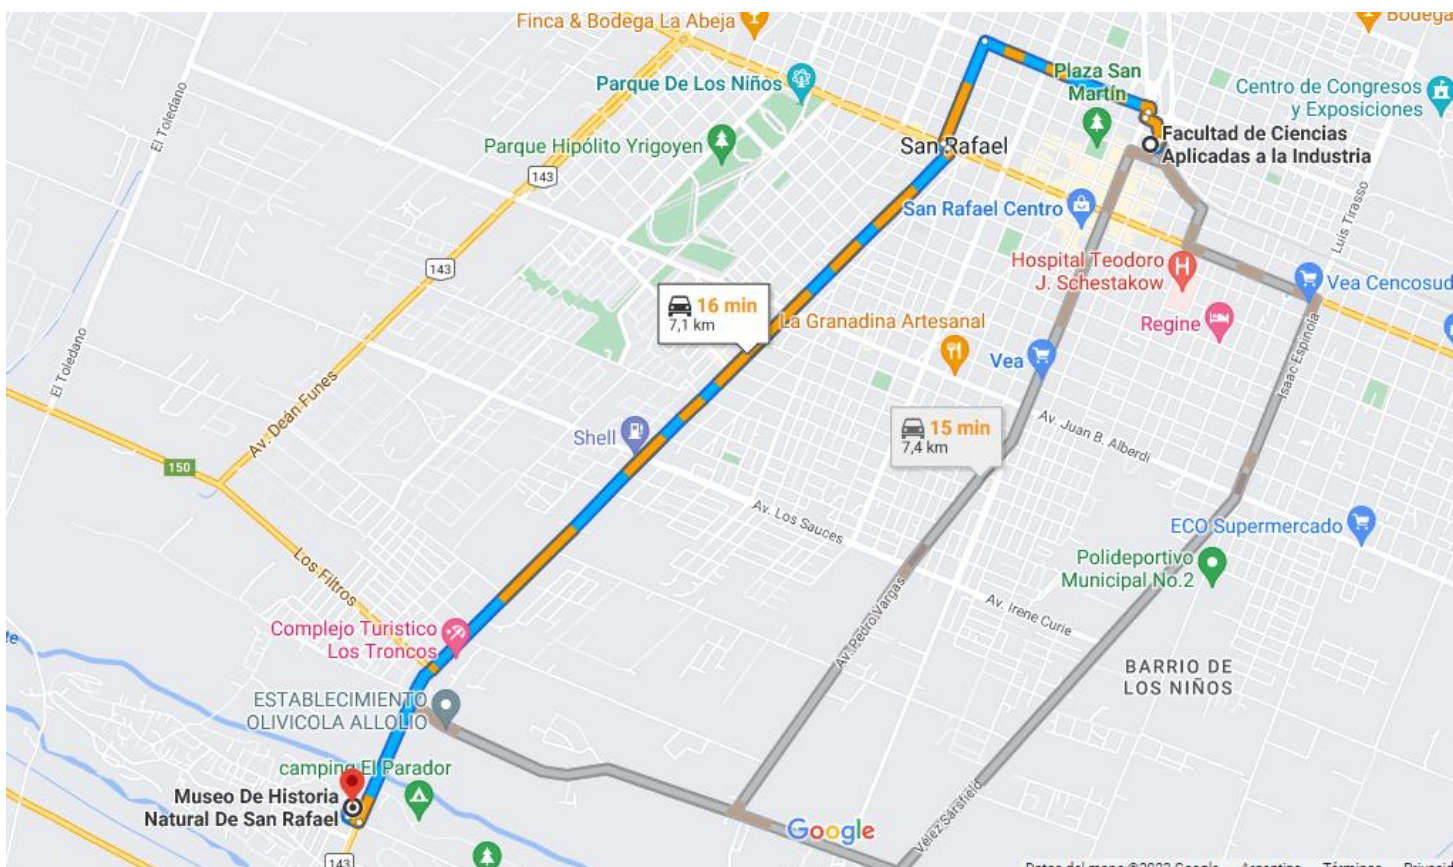 Finca & Bodega La Abeja
Bodega
Plaza San
Martín
Centro de Congresos
y Exposiciones
Parque De Los Niños
El Toledano
Facultad de Ciencias
Aplicadas a la Industria
San Rafael
Parque Hipólito Yrigoyen
143
San Rafael Centro
Luis Tirasso
Hospital Teodoro
J. Schestakow
143
Vea Cencosud
16 min
7,1 km
La Granadina Artesanal
Regine
El Toledano
Vea
Isaac Espinola
Av. Deán Funes
15 min
7,4 km
Av. Juan B. Alberdi
Shell
150
Av. Los Sauces
ECO Supermercado
Los Filtros
Polideportivo
Municipal No.2
Av. Irene Curie
Av. Pedro Vargas
Complejo Turistico
Los Troncos
BARRIO DE
LOS NIÑOS
ESTABLECIMIENTO
OLIVICOLA ALLOLIO
camping El Parador
Museo De Historia
Natural De San Rafael
Vélez Sarsfield
Google
143